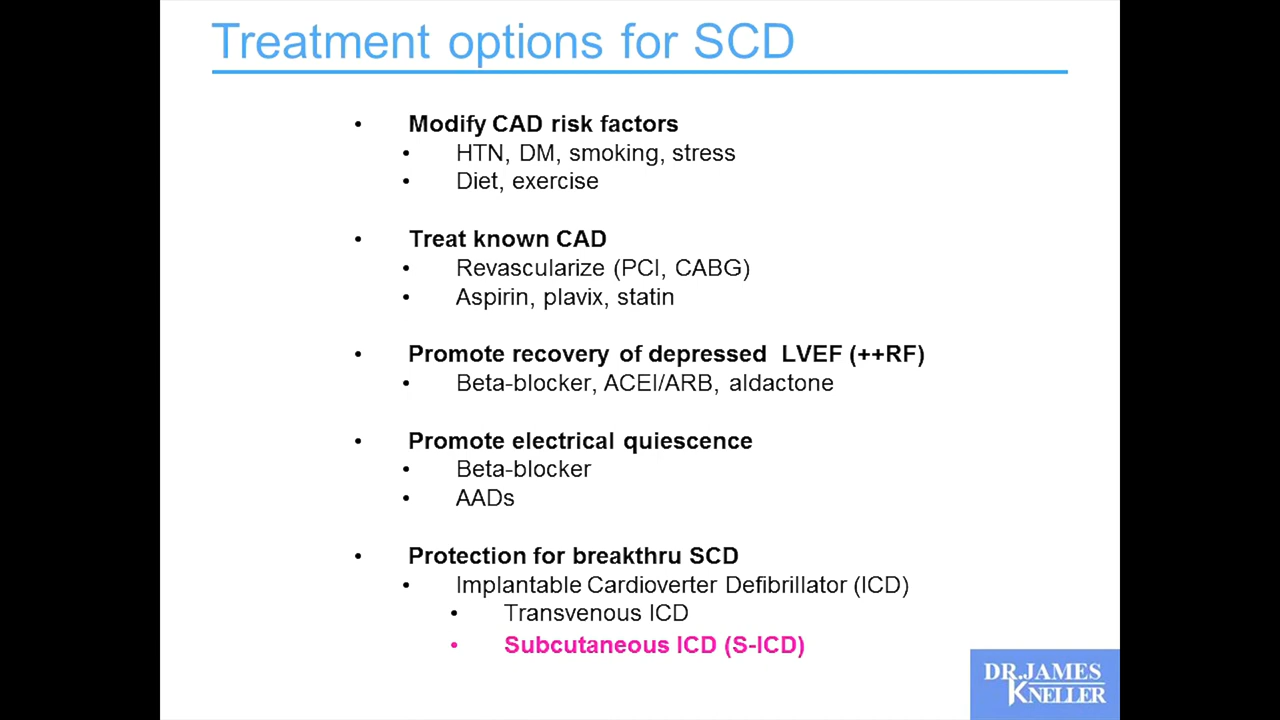 Treatment options for SCD
• Modify CAD risk factors
• HTN, DM, smoking, stress
• Diet, exercise
• Treat known CAD
• Revascularize (PCI, CABG)
• Aspirin, plavix, statin
• Promote recovery of depressed LVEF (++RF)
• Beta-blocker, ACEI/ARB, aldactone
• Promote electrical quiescence
• Beta-blocker
• AADs
• Protection for breakthru SCD
• Implantable Cardioverter Defibrillator (ICD)
• Transvenous ICD
• Subcutaneous ICD (S-ICD)
DR.JAMES
KNELLER